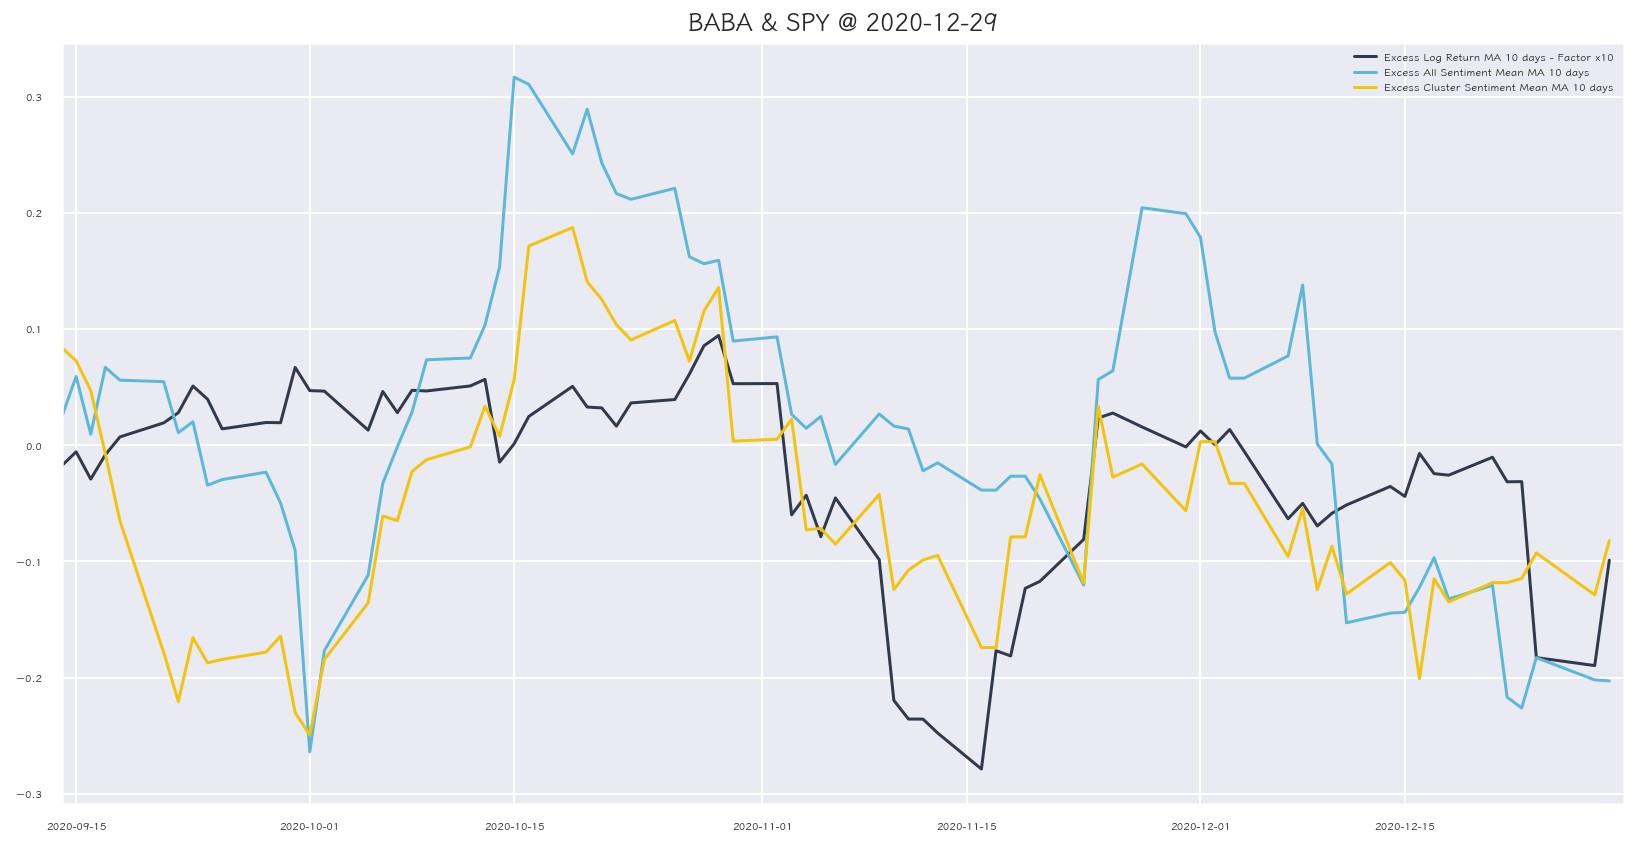 BABA & SPY @ 2020-12-29
Excess Log Return MA 10 days - Factor x10
Excess All Sentiment Mean MA 10 days
Excess Cluster Sentiment Mean MA 10 days
0.3
0.2
0.1
0.0
−0.1
−0.2
−0.3
2020-09-15 2020-10-01 2020-10-15 2020-11-01 2020-11-15 2020-12-01 2020-12-15